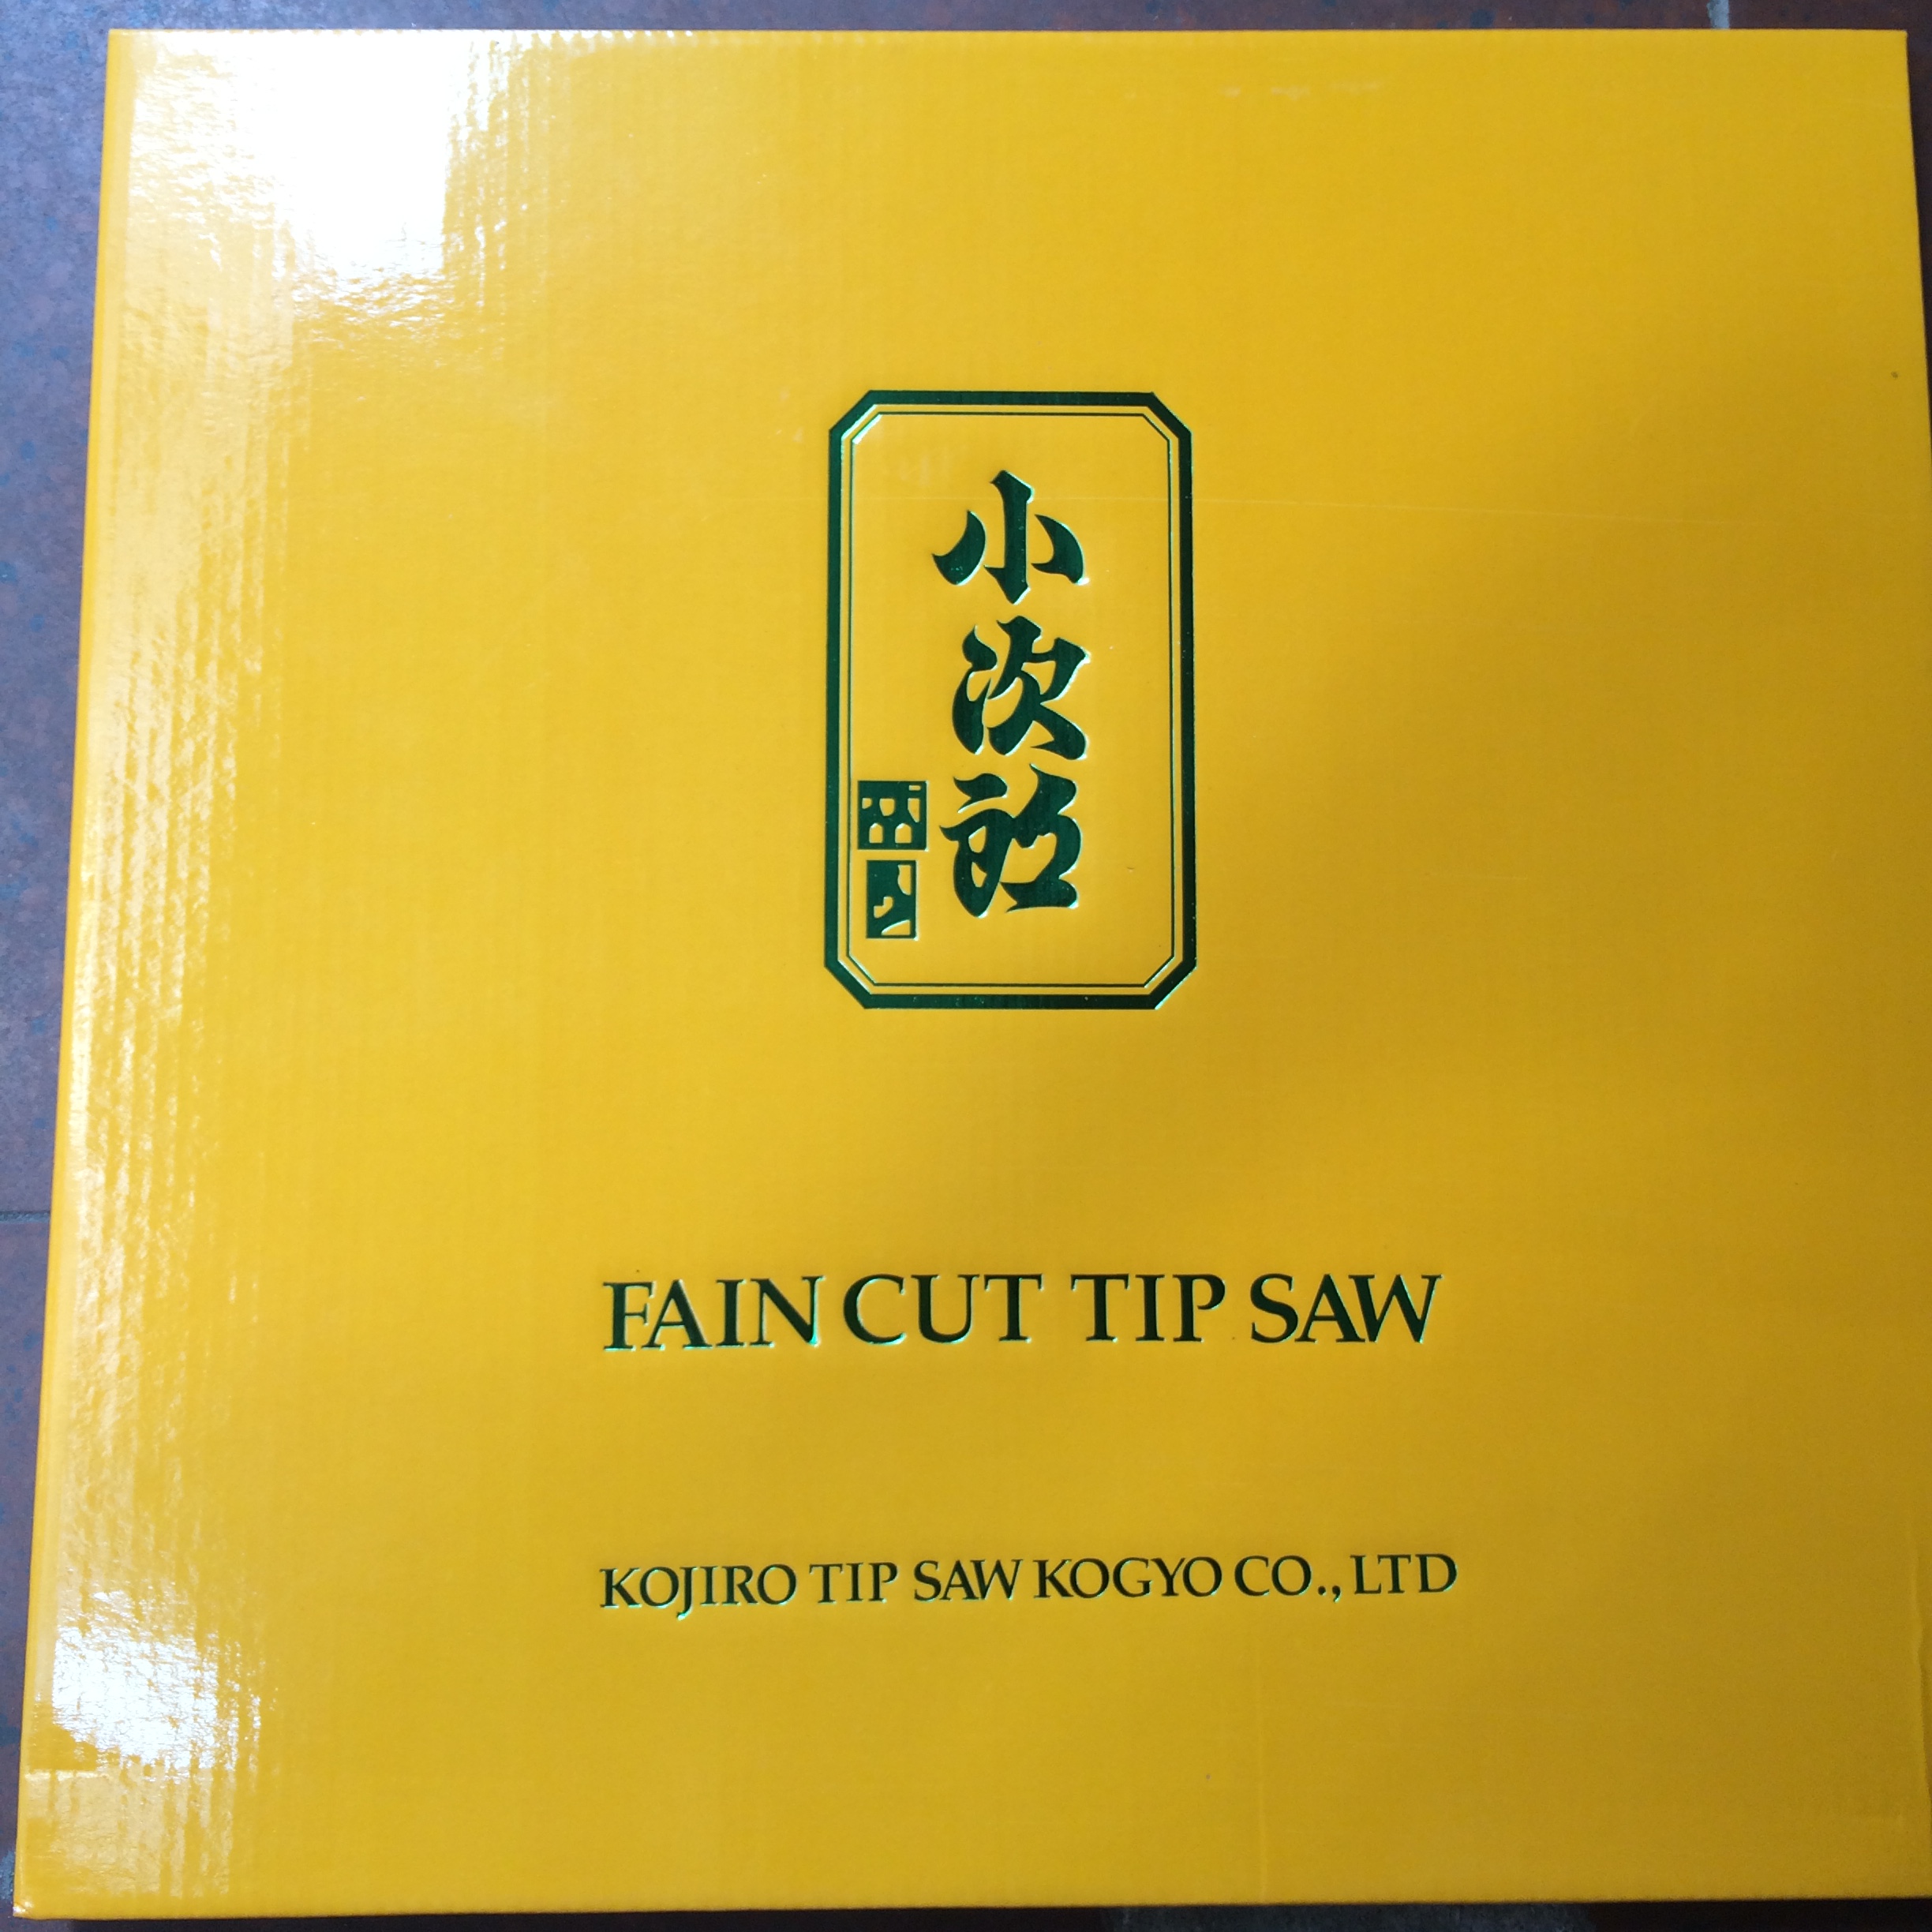 小次郎
FAIN CUT TIP SAW
KOJIRO TIP SAW KOGYO CO., LTD